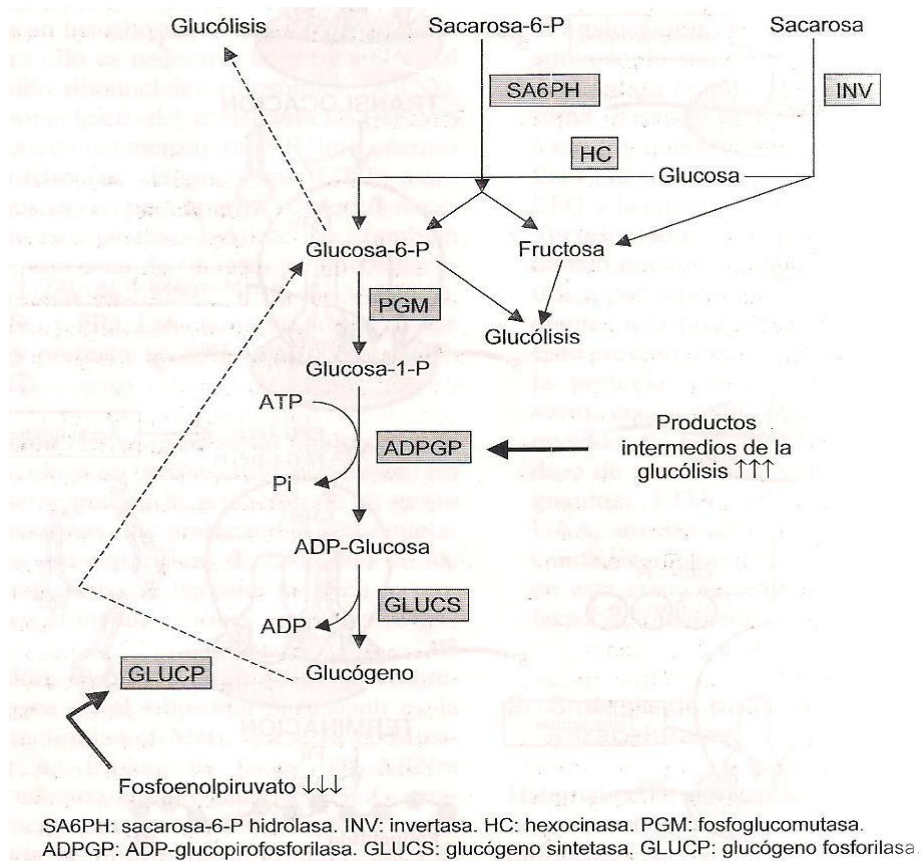 Glucólisis
Sacarosa-6-P
Sacarosa
SA6PH
INV
HC
Glucosa
Glucosa-6-P
Fructosa
PGM
Glucólisis
Glucosa-1-P
ATP
ADPGP
Productos
intermedios de la
glucólisis ↑↑↑
Pi
ADP-Glucosa
GLUCS
ADP
Glucógeno
GLUCP
Fosfoenolpiruvato ↓↓↓
SA6PH: sacarosa-6-P hidrolasa. INV: invertasa. HC: hexocinasa. PGM: fosfoglucomutasa.
ADPGP: ADP-glucopirofosforilasa. GLUCS: glucógeno sintetasa. GLUCP: glucógeno fosforilasa.